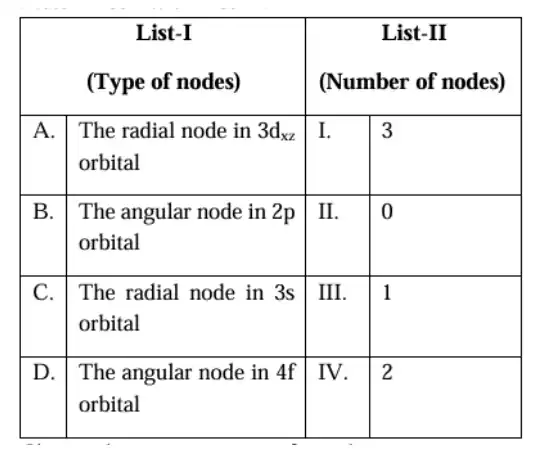 List-I List-II
(Type of nodes) (Number of nodes)
A. The radial node in 3dxz I. 3
orbital
B. The angular node in 2p II. 0
orbital
C. The radial node in 3s III. 1
orbital
D. The angular node in 4f IV. 2
orbital